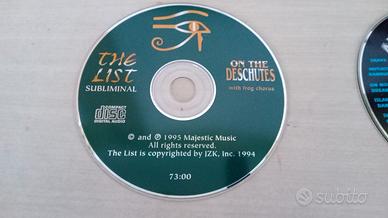 THE
LIST
SUBLIMINAL
ON THE
DESCHUTES
with frog chorus
COMPACT
disc
DIGITAL AUDIO
© and ℗ 1995 Majestic Music
All rights reserved.
The List is copyrighted by JZK, Inc. 1994
73:00
subito